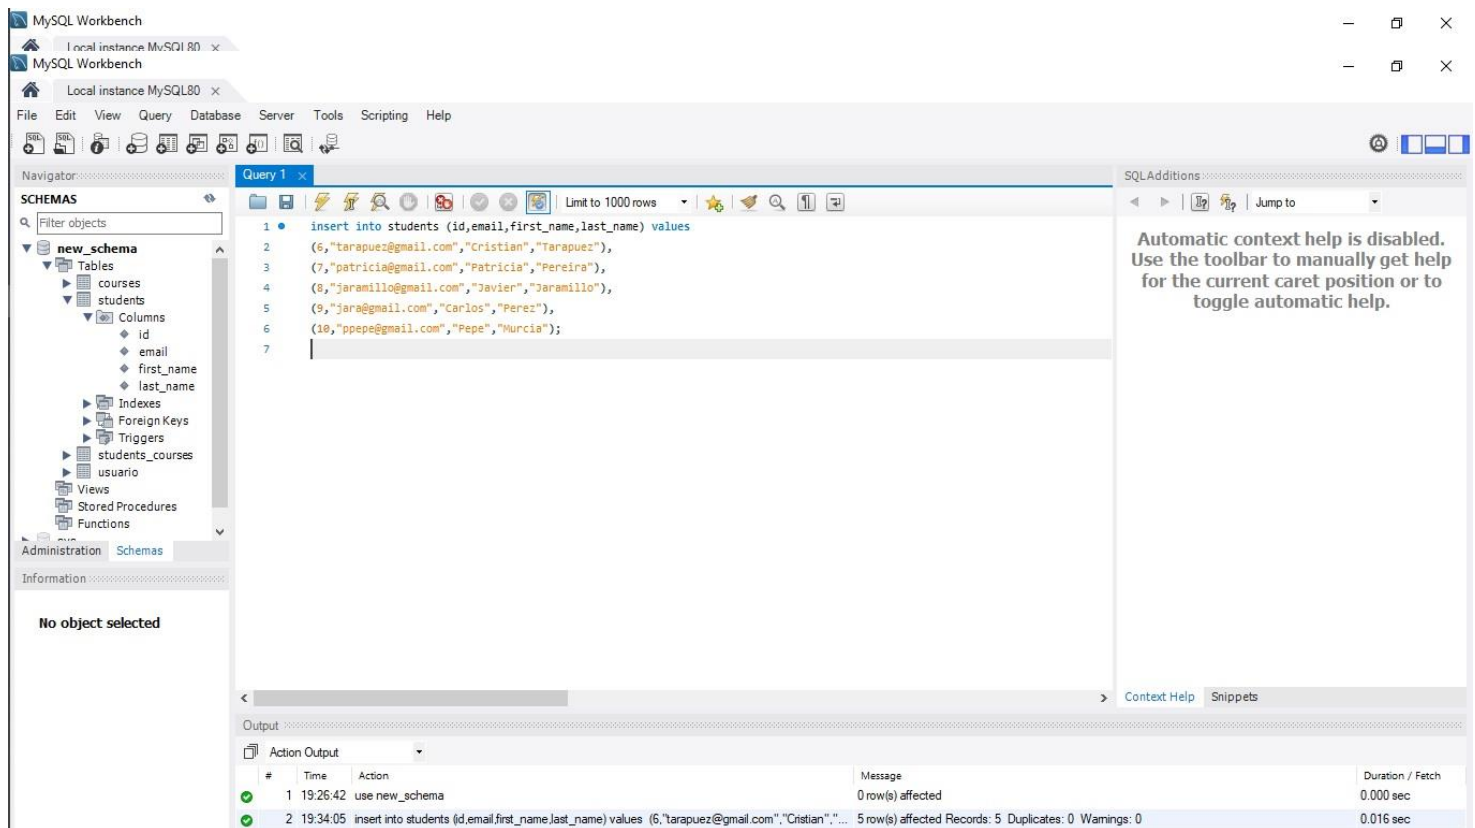 MySQL Workbench
Local instance MySQL80 ×
MySQL Workbench
Local instance MySQL80 ×
File Edit View Query Database Server Tools Scripting Help
Navigator
SCHEMAS
Filter objects
new_schema
Tables
courses
students
Columns
id
email
first_name
last_name
Indexes
Foreign Keys
Triggers
students_courses
usuario
Views
Stored Procedures
Functions
Administration Schemas
Information
No object selected
Query 1 ×
Limit to 1000 rows
1 insert into students (id,email,first_name,last_name) values
2 (6,"tarapuez@gmail.com","Cristian","Tarapuez"),
3 (7,"patricia@gmail.com","Patricia","Pereira"),
4 (8,"jaramillo@gmail.com","Javier","Jaramillo"),
5 (9,"jara@gmail.com","Carlos","Perez"),
6 (10,"ppepe@gmail.com","Pepe","Murcia");
7
SQLAdditions
Jump to
Automatic context help is disabled.
Use the toolbar to manually get help
for the current caret position or to
toggle automatic help.
Context Help Snippets
Output
Action Output
# Time Action Message Duration / Fetch
1 19:26:42 use new_schema 0 row(s) affected 0.000 sec
2 19:34:05 insert into students (id,email,first_name,last_name) values (6,"tarapuez@gmail.com","Cristian","... 5 row(s) affected Records: 5 Duplicates: 0 Warnings: 0 0.016 sec